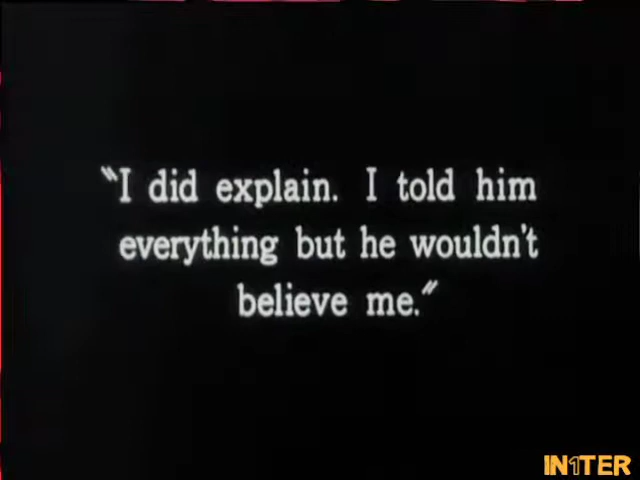 "I did explain. I told him
everything but he wouldn't
believe me."
IN1TER